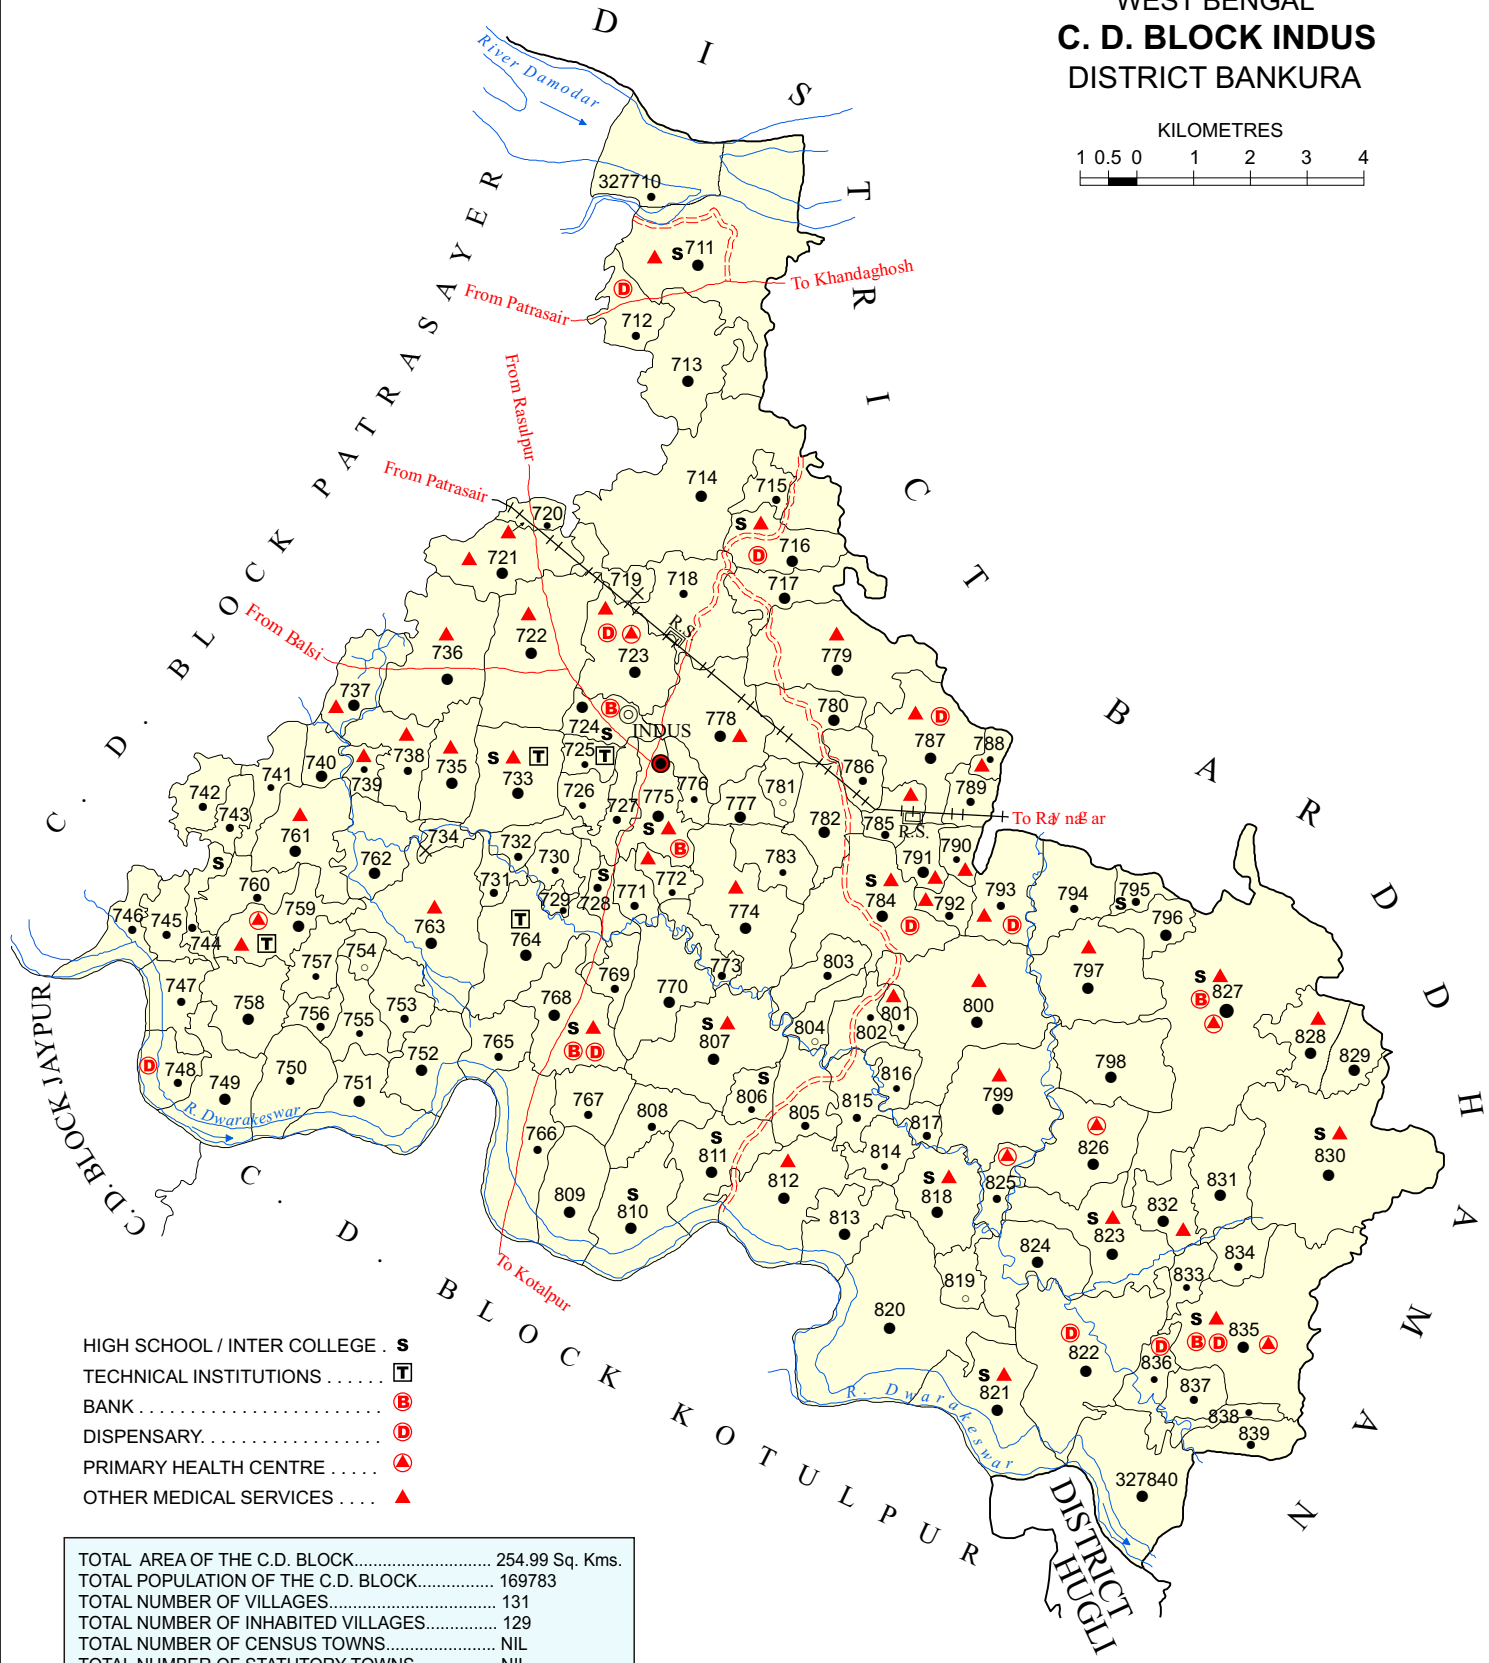 WEST BENGAL
C. D. BLOCK INDUS
DISTRICT BANKURA
KILOMETRES
1 0.5 0 1 2 3 4
DISTRICT BARDDHAMAN
River Damodar
C. D. BLOCK PATRASAYER
327710
S 711
To Khandaghosh
D
From Patrasair
712
713
From Rasulpur
From Patrasair
714
715
720
S
716
D
721
719
718
717
From Balsi
R.S.
722
D
723
736
779
737
B
724
INDUS
780
D
778
787
788
S
725
T
738
735
S
733
T
740
739
741
786
789
742
743
726
727
775
776
777
781
782
785
R.S.
To Raynagar
761
S
B
734
732
730
783
790
791
762
S
760
731
729
728
S
771
772
774
S
784
792
793
D
D
794
795
S
796
746
745
744
759
T
763
T
764
754
757
747
758
756
755
753
769
770
773
803
768
S
B D
797
S
827
B
800
801
802
804
765
S
807
828
829
798
D
748
749
750
751
752
R. Dwarakeswar
816
799
S
806
767
808
805
815
817
826
766
S
811
814
S
830
C.D. BLOCK JAYPUR
812
S
818
825
831
809
S
810
813
S
823
832
824
834
819
833
To Kotalpur
C. D. BLOCK KOTULPUR
820
D
822
S
B D
835
D
836
S
821
837
838
839
R. Dwarakeswar
327840
DISTRICT
HUGLI
HIGH SCHOOL / INTER COLLEGE . S
TECHNICAL INSTITUTIONS . . . . . . T
BANK . . . . . . . . . . . . . . . . . . . . . . . . B
DISPENSARY. . . . . . . . . . . . . . . . . . D
PRIMARY HEALTH CENTRE . . . . .
OTHER MEDICAL SERVICES . . . .
TOTAL AREA OF THE C.D. BLOCK............................. 254.99 Sq. Kms.
TOTAL POPULATION OF THE C.D. BLOCK................ 169783
TOTAL NUMBER OF VILLAGES.................................... 131
TOTAL NUMBER OF INHABITED VILLAGES............... 129
TOTAL NUMBER OF CENSUS TOWNS....................... NIL
TOTAL NUMBER OF STATUTORY TOWNS................. NIL